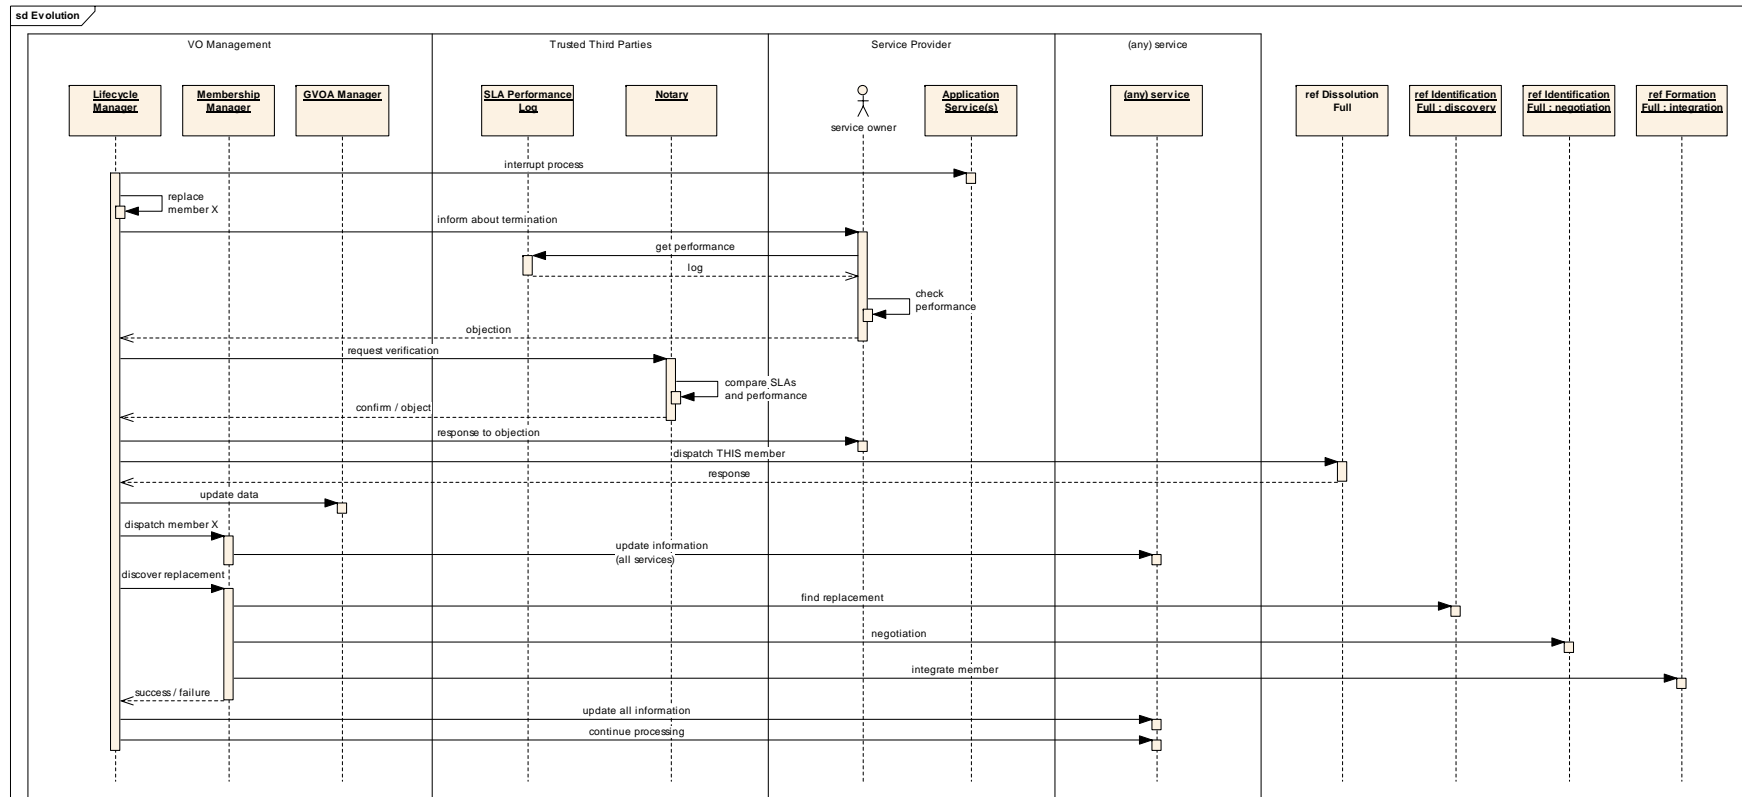 sd Evolution
VO Management
Trusted Third Parties
Service Provider
(any) service
Lifecycle
Manager
Membership
Manager
GVOA Manager
SLA Performance
Log
Notary
service owner
Application
Service(s)
(any) service
ref Dissolution
Full
ref Identification
Full : discovery
ref Identification
Full : negotiation
ref Formation
Full : integration
interrupt process
replace
member X
inform about termination
get performance
log
check
performance
objection
request verification
compare SLAs
and performance
confirm / object
response to objection
dispatch THIS member
response
update data
dispatch member X
update information
(all services)
discover replacement
find replacement
negotiation
integrate member
success / failure
update all information
continue processing